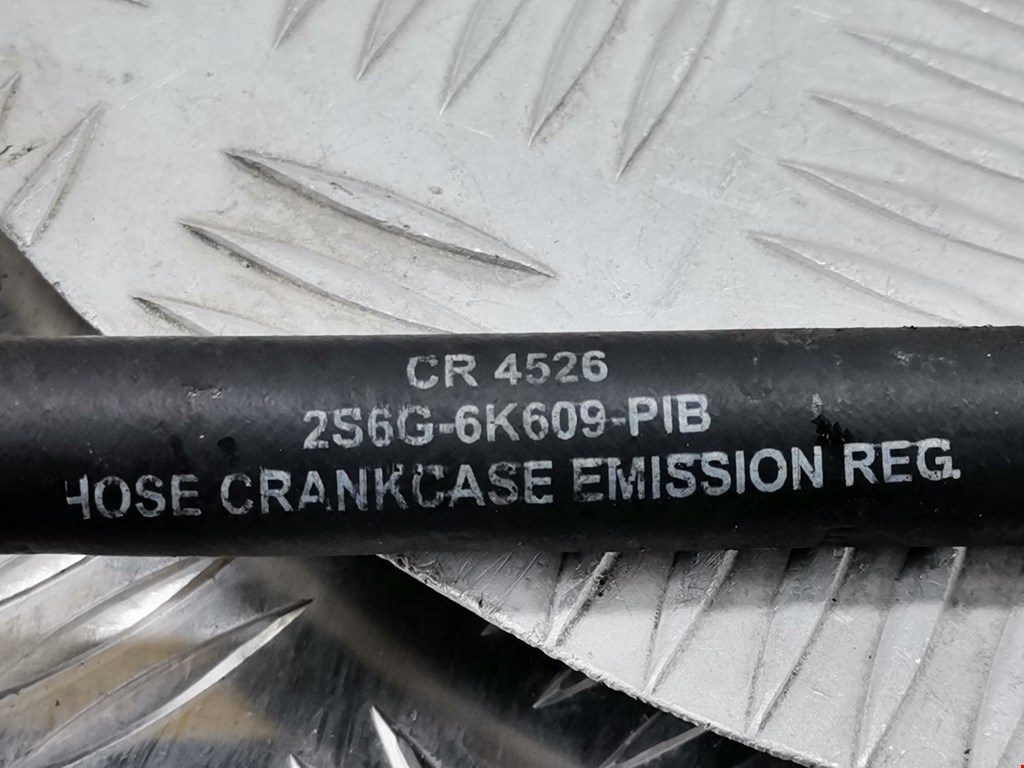 CR 4526
2S6G-6K609-PIB
HOSE CRANKCASE EMISSION REG.